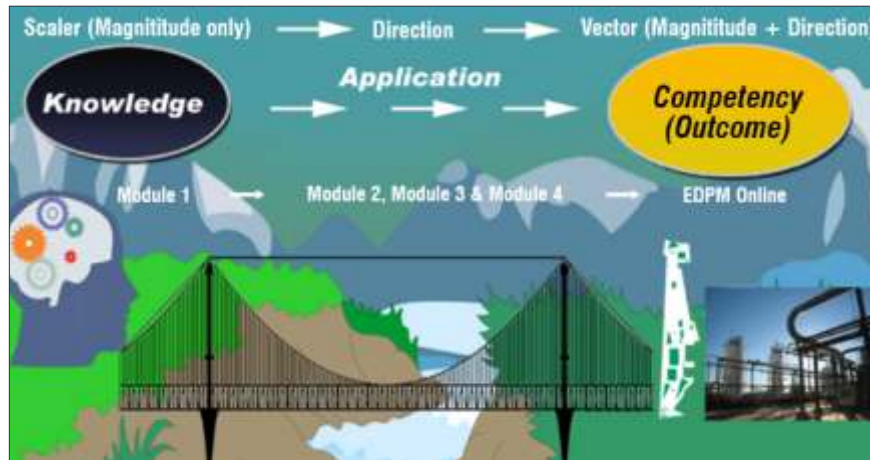 Scaler (Magnititude only) Direction Vector (Magnititude + Direction)
Knowledge
Application
Competency
(Outcome)
Module 1 Module 2, Module 3 & Module 4 EDPM Online